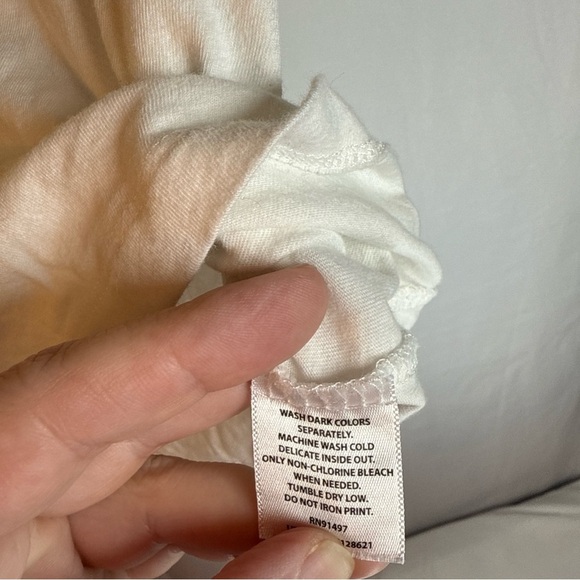 WASH DARK COLORS
SEPARATELY.
MACHINE WASH COLD
DELICATE INSIDE OUT.
ONLY NON-CHLORINE BLEACH
WHEN NEEDED.
TUMBLE DRY LOW.
DO NOT IRON PRINT.
RN91497
128621